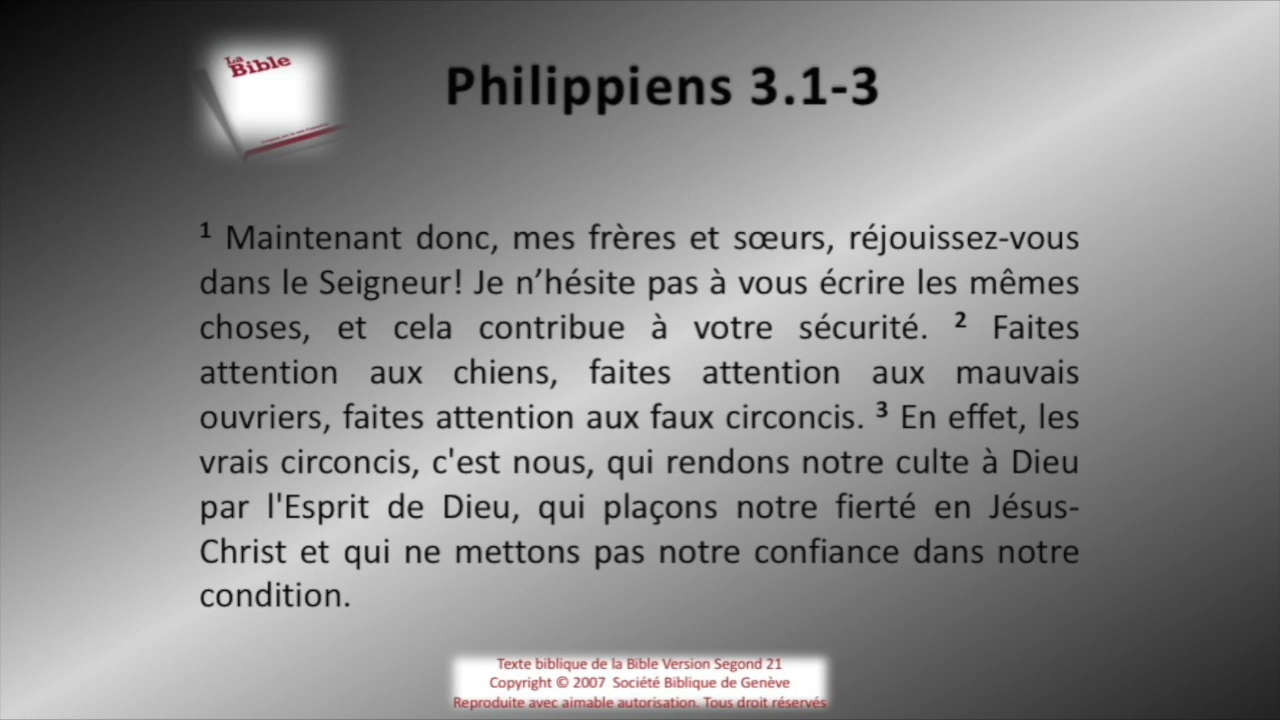 La
Bible
Philippiens 3.1-3
¹ Maintenant donc, mes frères et sœurs, réjouissez-vous
dans le Seigneur! Je n’hésite pas à vous écrire les mêmes
choses, et cela contribue à votre sécurité. ² Faites
attention aux chiens, faites attention aux mauvais
ouvriers, faites attention aux faux circoncis. ³ En effet, les
vrais circoncis, c'est nous, qui rendons notre culte à Dieu
par l'Esprit de Dieu, qui plaçons notre fierté en Jésus-
Christ et qui ne mettons pas notre confiance dans notre
condition.
Texte biblique de la Bible Version Segond 21
Copyright © 2007 Société Biblique de Genève
Reproduite avec aimable autorisation. Tous droit réservés